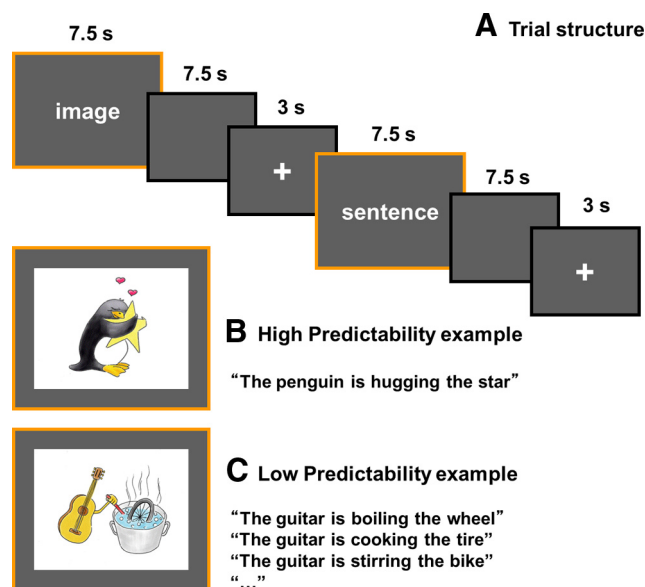 A Trial structure
7.5 s
7.5 s
3 s
7.5 s
7.5 s
3 s
image
+
sentence
+
B High Predictability example
“The penguin is hugging the star”
C Low Predictability example
“The guitar is boiling the wheel”
“The guitar is cooking the tire”
“The guitar is stirring the bike”
“...”